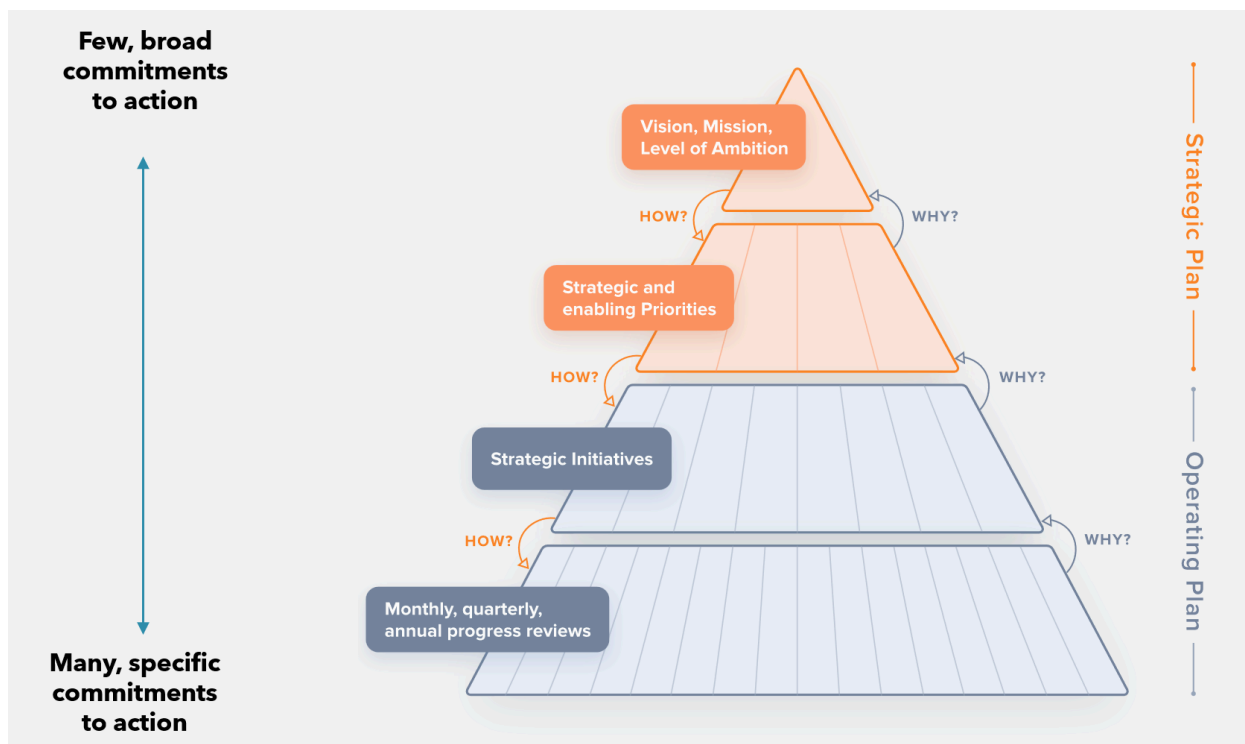 Few, broad
commitments
to action
Vision, Mission,
Level of Ambition
HOW?
WHY?
Strategic and
enabling Priorities
HOW?
WHY?
Strategic Initiatives
HOW?
WHY?
Monthly, quarterly,
annual progress reviews
Many, specific
commitments
to action
Strategic Plan
Operating Plan